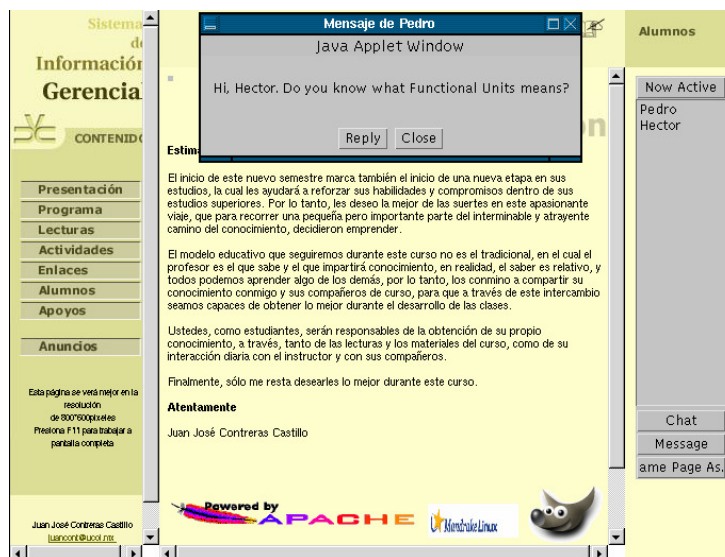 Sistema
de
Información
Gerencial
CONTENIDO
Presentación
Programa
Lecturas
Actividades
Enlaces
Alumnos
Apoyos
Anuncios
Esta página se verá mejor en la
resolución
de 800*600pixeles
Presiona F11 para trabajar a
pantalla completa
Juan José Contreras Castillo
juancont@ucol.mx
Mensaje de Pedro
Java Applet Window
Hi, Hector. Do you know what Functional Units means?
Reply Close
on
Estima
El inicio de este nuevo semestre marca también el inicio de una nueva etapa en sus
estudios, la cual les ayudará a reforzar sus habilidades y compromisos dentro de sus
estudios superiores. Por lo tanto, les deseo la mejor de las suertes en este apasionante
viaje, que para recorrer una pequeña pero importante parte del interminable y atrayente
camino del conocimiento, decidieron emprender.
El modelo educativo que seguiremos durante este curso no es el tradicional, en el cual el
profesor es el que sabe y el que impartirá conocimiento, en realidad, el saber es relativo, y
todos podemos aprender algo de los demás, por lo tanto, los conmino a compartir su
conocimiento conmigo y sus compañeros de curso, para que a través de este intercambio
seamos capaces de obtener lo mejor durante el desarrollo de las clases.
Ustedes, como estudiantes, serán responsables de la obtención de su propio
conocimiento, a través, tanto de las lecturas y los materiales del curso, como de su
interacción diaria con el instructor y con sus compañeros.
Finalmente, sólo me resta desearles lo mejor durante este curso.
Atentamente
Juan José Contreras Castillo
Powered by
APACHE
Mandrake Linux
Alumnos
Now Active
Pedro
Hector
Chat
Message
ame Page As.